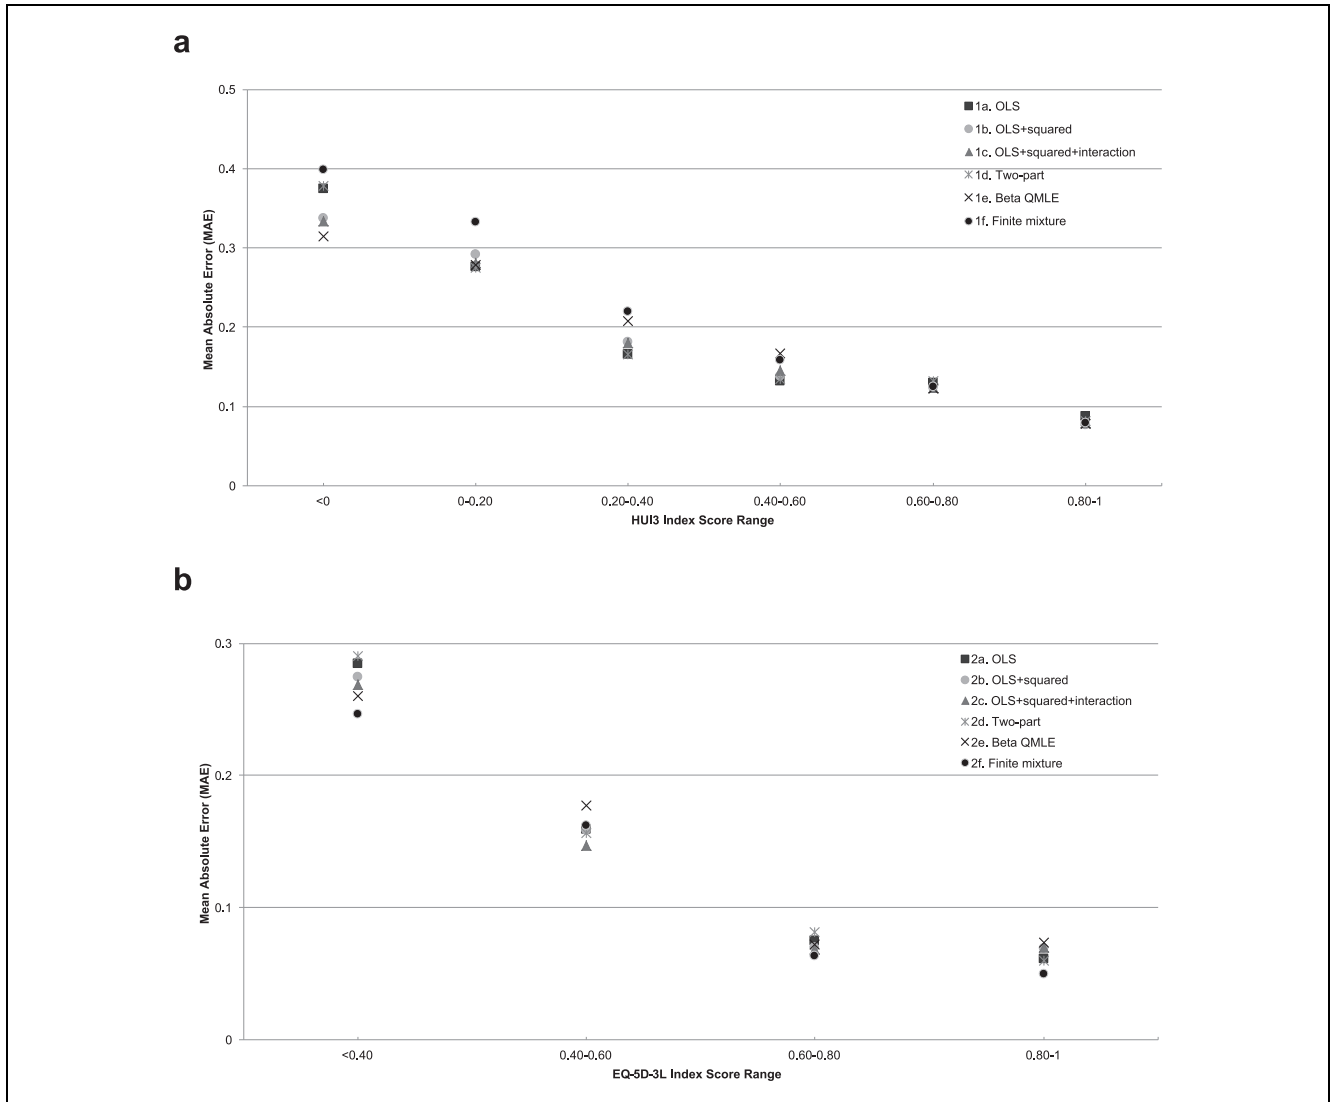 a
0.5
0.4
0.3
0.2
0.1
0
Mean Absolute Error (MAE)
1a. OLS
1b. OLS+squared
1c. OLS+squared+interaction
1d. Two-part
1e. Beta QMLE
1f. Finite mixture
<0
0-0.20
0.20-0.40
0.40-0.60
0.60-0.80
0.80-1
HUI3 Index Score Range
b
0.3
0.2
0.1
0
Mean Absolute Error (MAE)
2a. OLS
2b. OLS+squared
2c. OLS+squared+interaction
2d. Two-part
2e. Beta QMLE
2f. Finite mixture
<0.40
0.40-0.60
0.60-0.80
0.80-1
EQ-5D-3L Index Score Range